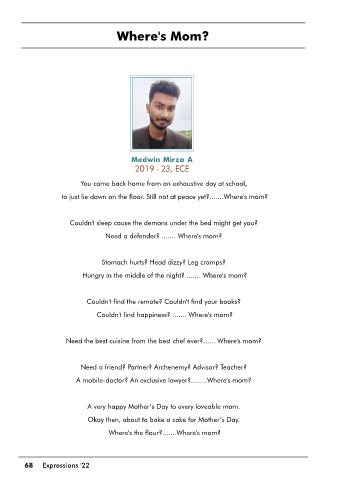 Where's Mom?
Medwin Mirza A
2019 - 23, ECE
You come back home from an exhaustive day at school,
to just lie down on the floor. Still not at peace yet?.......Where's mom?
Couldn't sleep cause the demons under the bed might get you?
Need a defender? ....... Where's mom?
Stomach hurts? Head dizzy? Leg cramps?
Hungry in the middle of the night? ....... Where's mom?
Couldn't find the remote? Couldn't find your books?
Couldn't find happiness? ....... Where's mom?
Need the best cuisine from the best chef ever?...... Where's mom?
Need a friend? Partner? Archenemy? Advisor? Teacher?
A mobile-doctor? An exclusive lawyer?........Where's mom?
A very happy Mother's Day to every loveable mom.
Okay then, about to bake a cake for Mother's Day.
Where's the flour?.......Where's mom?
68 Expressions '22